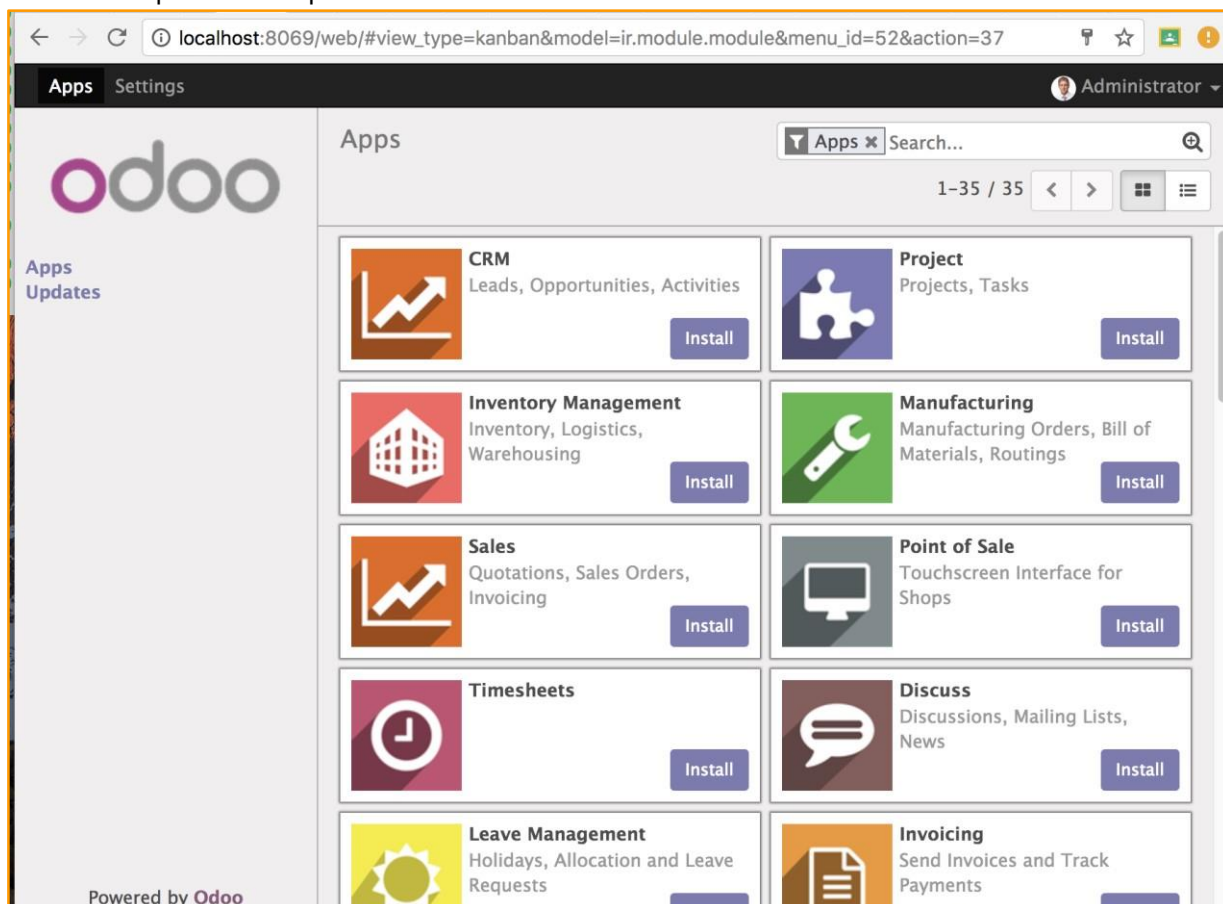 localhost:8069/web/#view_type=kanban&model=ir.module.module&menu_id=52&action=37
Apps Settings
Administrator
odoo
Apps
Apps Search...
1-35 / 35
Apps
Updates
CRM
Leads, Opportunities, Activities
Install
Project
Projects, Tasks
Install
Inventory Management
Inventory, Logistics,
Warehousing
Install
Manufacturing
Manufacturing Orders, Bill of
Materials, Routings
Install
Sales
Quotations, Sales Orders,
Invoicing
Install
Point of Sale
Touchscreen Interface for
Shops
Install
Timesheets
Install
Discuss
Discussions, Mailing Lists,
News
Install
Leave Management
Holidays, Allocation and Leave
Requests
Invoicing
Send Invoices and Track
Payments
Powered by Odoo